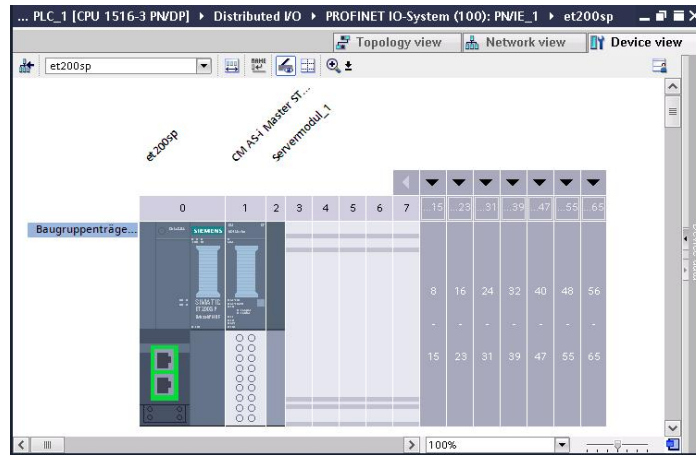 ... PLC_1 [CPU 1516-3 PN/DP] ▸ Distributed I/O ▸ PROFINET IO-System (100): PN/IE_1 ▸ et200sp
Topology view Network view Device view
et200sp
et200sp CM AS-i Master ST... Servermodul_1
0 1 2 3 4 5 6 7 ...15 ...23 ...31 ...39 ...47 ...55 ...65
Baugruppenträge...
SIEMENS
8 16 24 32 40 48 56
- - - - - - -
15 23 31 39 47 55 65
SIMATIC
ET200SP
100%